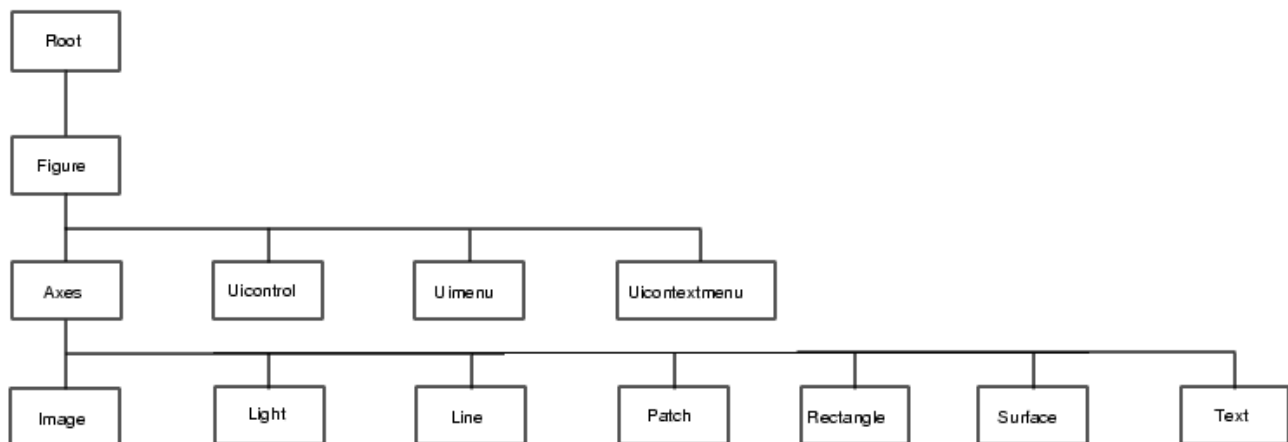 Root
Figure
Axes
Uicontrol
Uimenu
Uicontextmenu
Image
Light
Line
Patch
Rectangle
Surface
Text